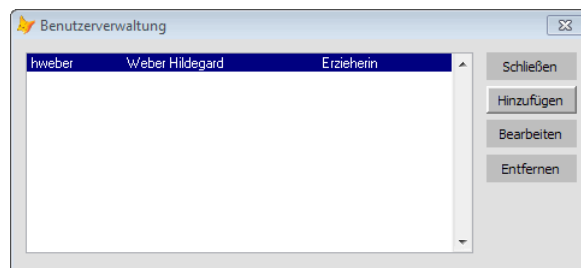 Benutzerverwaltung
hweber Weber Hildegard Erzieherin
Schließen
Hinzufügen
Bearbeiten
Entfernen